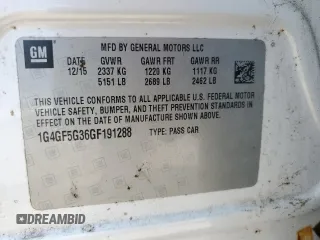 GM
MFD BY GENERAL MOTORS LLC
DATE GVWR GAWR FRT GAWR RR
12/15 2337 KG 1220 KG 1117 KG
5151 LB 2689 LB 2462 LB
THIS VEHICLE CONFORMS TO ALL APPLICABLE U.S. FEDERAL MOTOR
VEHICLE SAFETY, BUMPER, AND THEFT PREVENTION STANDARDS
IN EFFECT ON THE DATE OF MANUFACTURE SHOWN ABOVE.
1G4GF5G36GF191288 TYPE: PASS CAR
AUTOBIDCAR